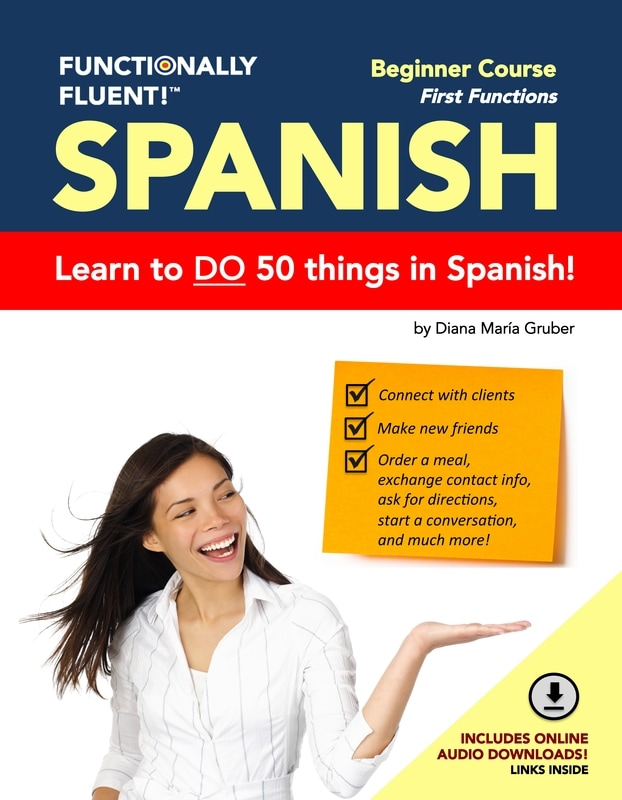 FUNCTIONALLY
FLUENT!™
Beginner Course
First Functions
SPANISH
Learn to DO 50 things in Spanish!
by Diana María Gruber
Connect with clients
Make new friends
Order a meal,
exchange contact info,
ask for directions,
start a conversation,
and much more!
INCLUDES ONLINE
AUDIO DOWNLOADS!
LINKS INSIDE